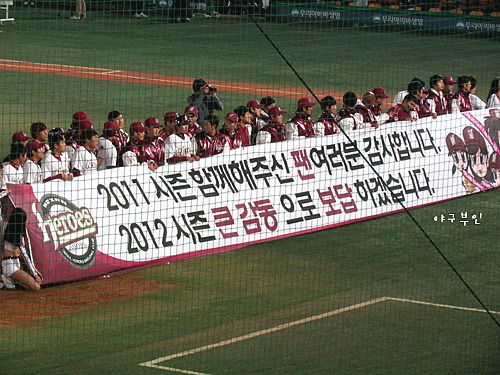 2011 시즌 함께해주신 팬여러분 감사합니다.
2012 시즌 큰 감동으로 보답하겠습니다.
Heroes
야구부인